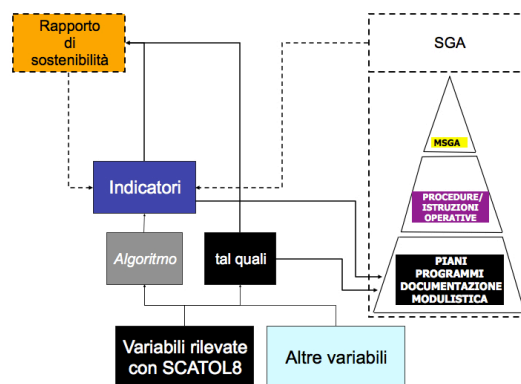 Rapporto
di
sostenibilità
SGA
MSGA
Indicatori
PROCEDURE/
ISTRUZIONI
OPERATIVE
Algoritmo
tal quali
PIANI
PROGRAMMI
DOCUMENTAZIONE
MODULISTICA
Variabili rilevate
con SCATOL8
Altre variabili